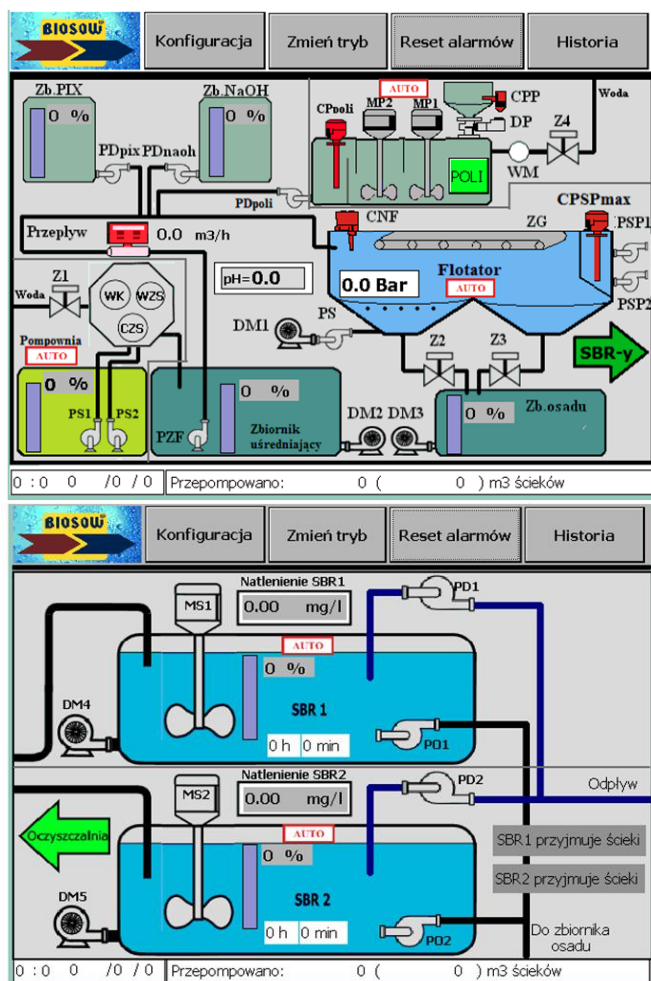 BIOSOW
Konfiguracja
Zmień tryb
Reset alarmów
Historia
Zb.PIX
0 %
Zb.NaOH
0 %
PDpix
PDnaoh
PDpoli
AUTO
CPpoli
MP2
MP1
CPP
DP
Woda
Z4
WM
POLI
Przepływ
0.0 m3/h
CNF
ZG
CPSPmax
PSP1
PSP2
pH=0.0
0.0 Bar
Flotator
AUTO
Z1
Woda
WK
WZS
CZS
DM1
PS
Z2
Z3
SBR-y
Pompownia
AUTO
0 %
PS1
PS2
PZF
0 %
Zbiornik
uśredniający
DM2
DM3
0 %
Zb.osadu
0 : 0 0 / 0 / 0
Przepompowano: 0 ( 0 ) m3 ścieków
BIOSOW
Konfiguracja
Zmień tryb
Reset alarmów
Historia
Natlenienie SBR1
0.00 mg/l
MS1
PD1
AUTO
0 %
DM4
SBR 1
0 h 0 min
PO1
Natlenienie SBR2
0.00 mg/l
MS2
PD2
Odpływ
Oczyszczalnia
AUTO
0 %
SBR1 przyjmuje ścieki
SBR2 przyjmuje ścieki
DM5
SBR 2
0 h 0 min
PO2
Do zbiornika
osadu
0 : 0 0 / 0 / 0
Przepompowano: 0 ( 0 ) m3 ścieków